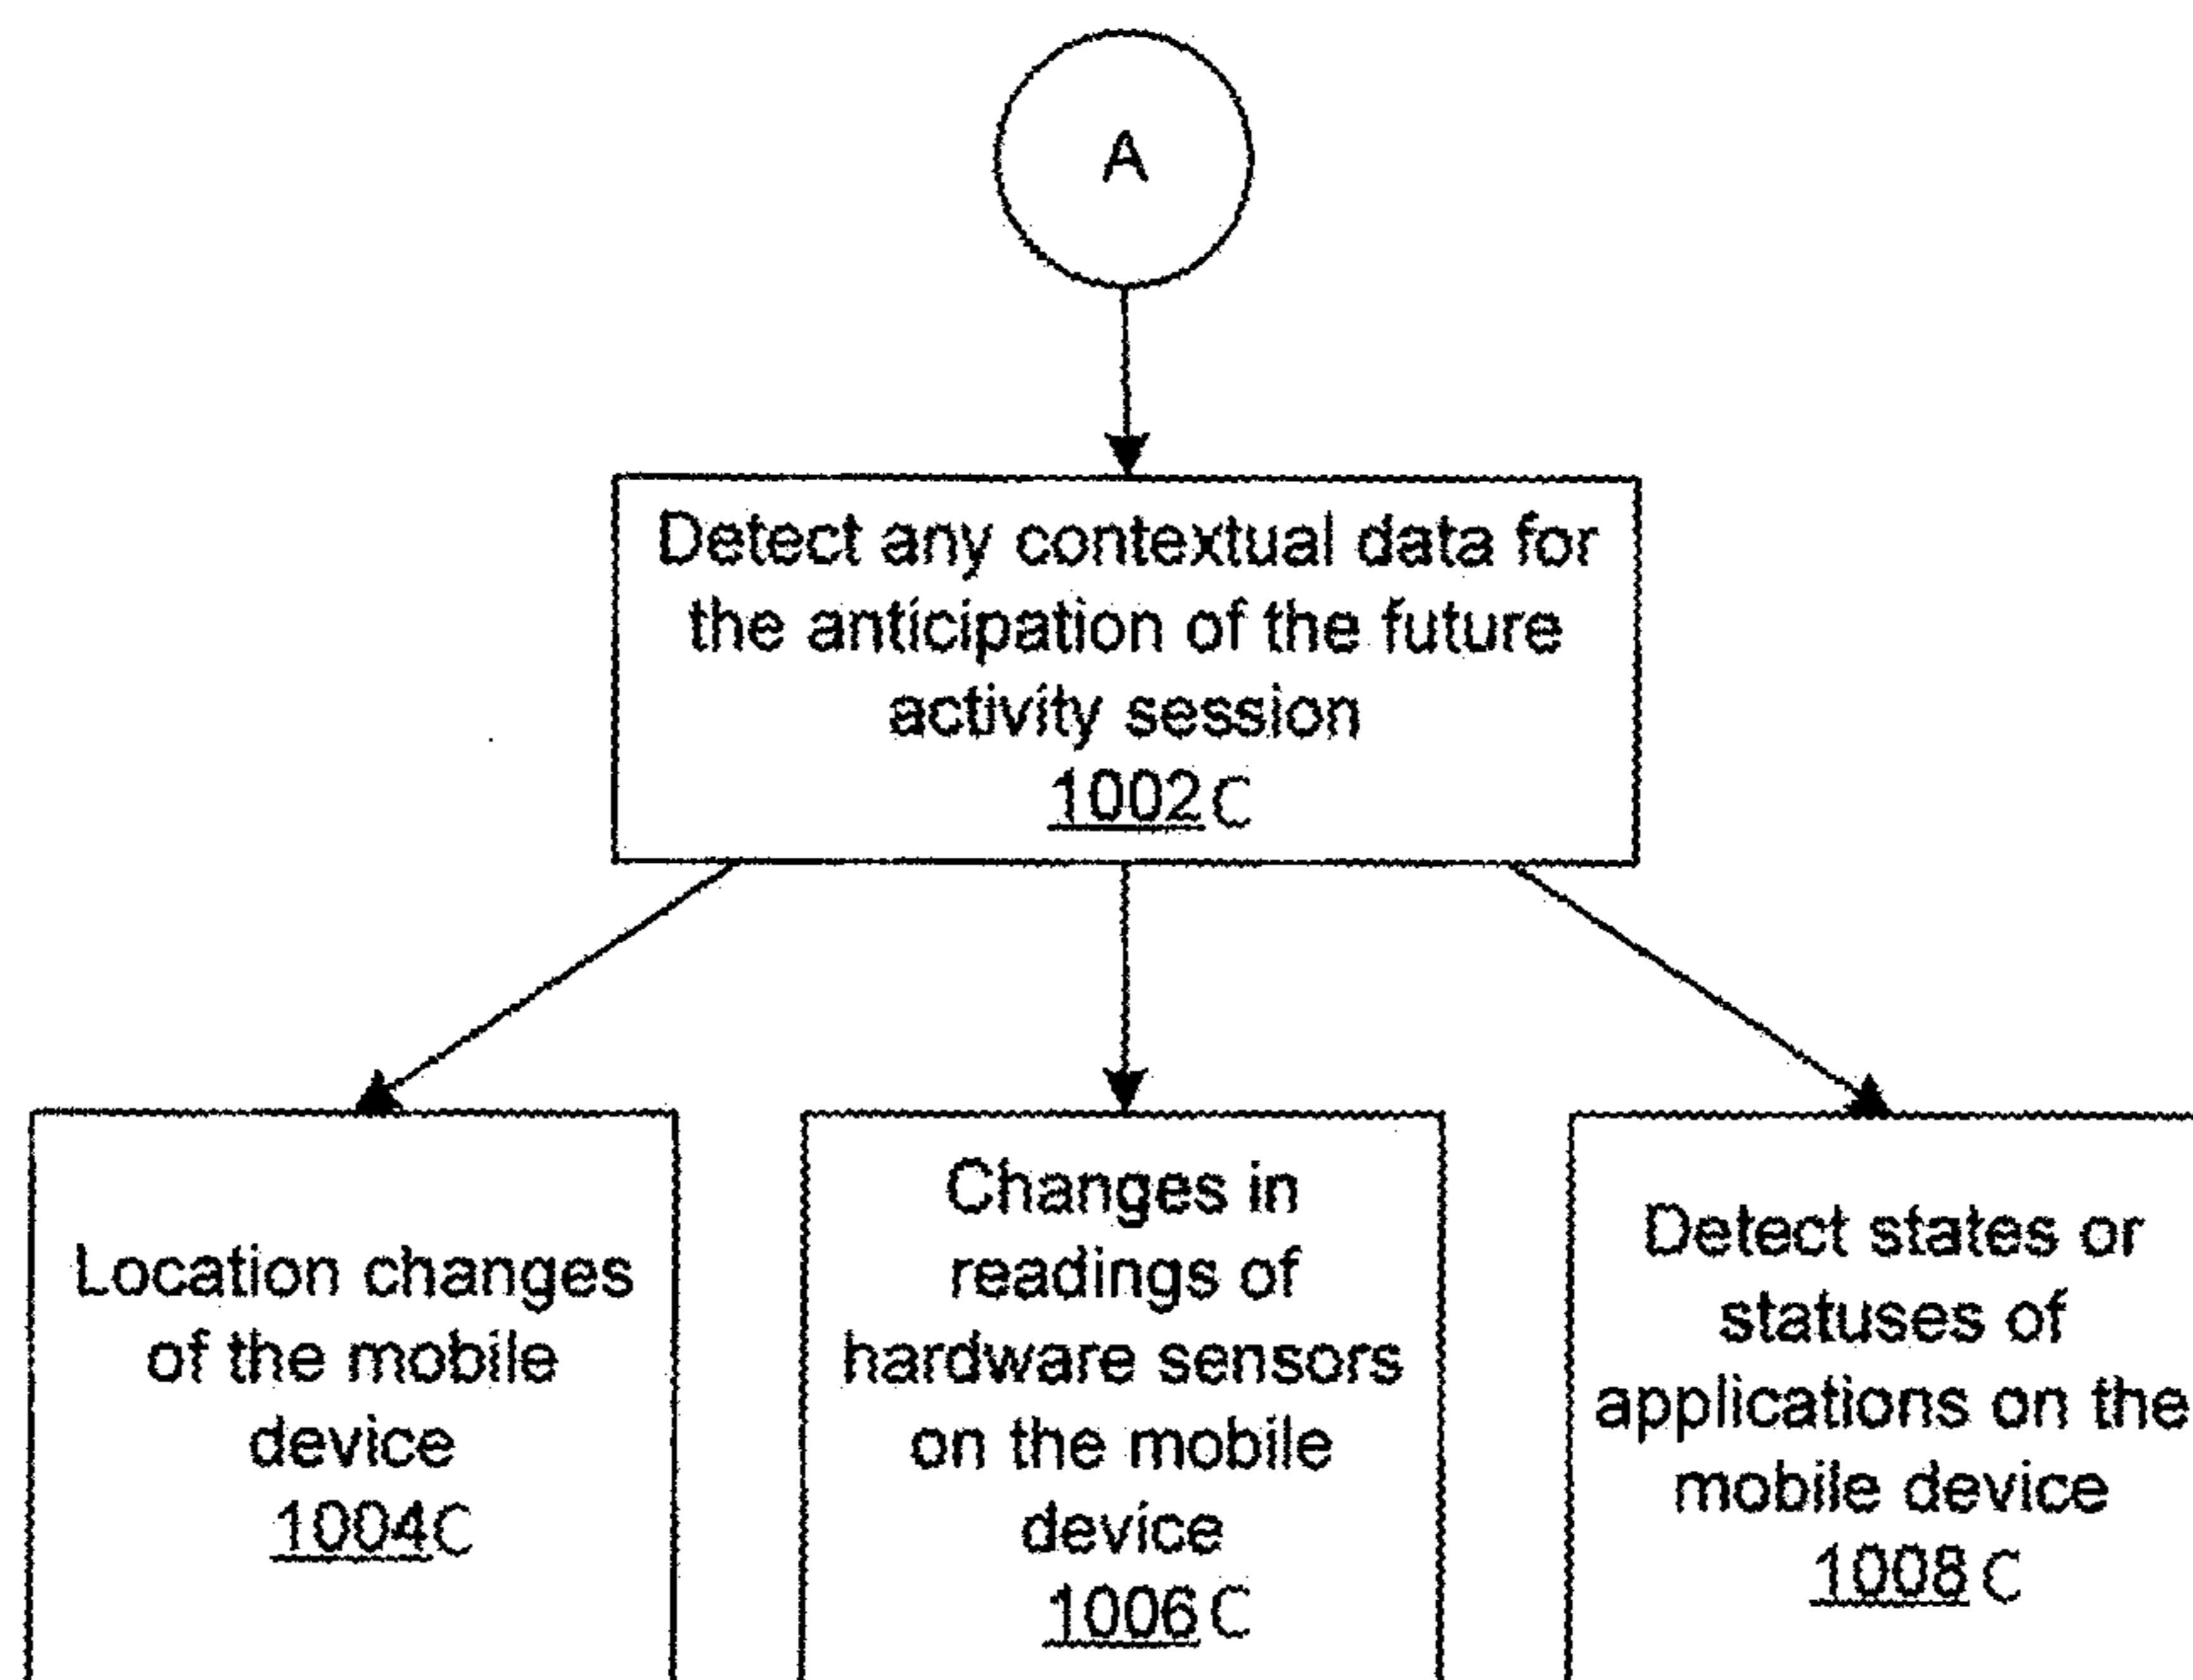 A
Detect any contextual data for
the anticipation of the future
activity session
1002C
Location changes
of the mobile
device
1004C
Changes in
readings of
hardware sensors
on the mobile
device
1006C
Detect states or
statuses of
applications on the
mobile device
1008C